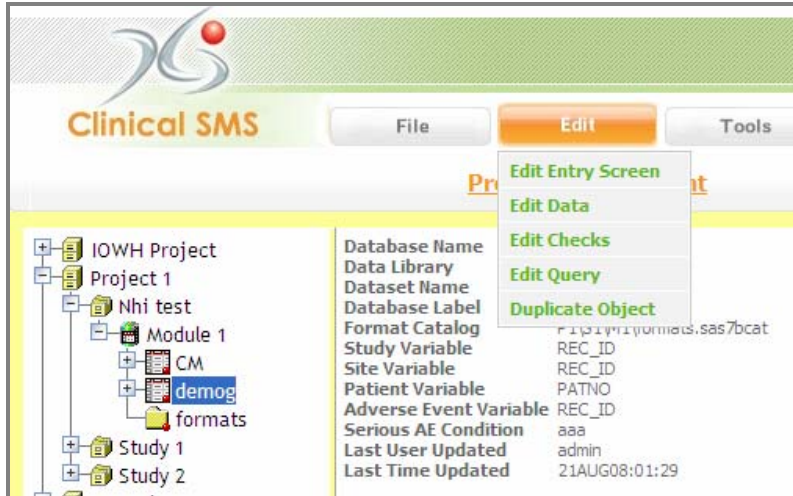 Clinical SMS
File
Edit
Tools
Edit Entry Screen
Edit Data
Edit Checks
Edit Query
Duplicate Object
IOWH Project
Project 1
Nhi test
Module 1
CM
demog
formats
Study 1
Study 2
Database Name
Data Library
Dataset Name
Database Label
Format Catalog
Study Variable REC_ID
Site Variable REC_ID
Patient Variable PATNO
Adverse Event Variable REC_ID
Serious AE Condition aaa
Last User Updated admin
Last Time Updated 21AUG08:01:29